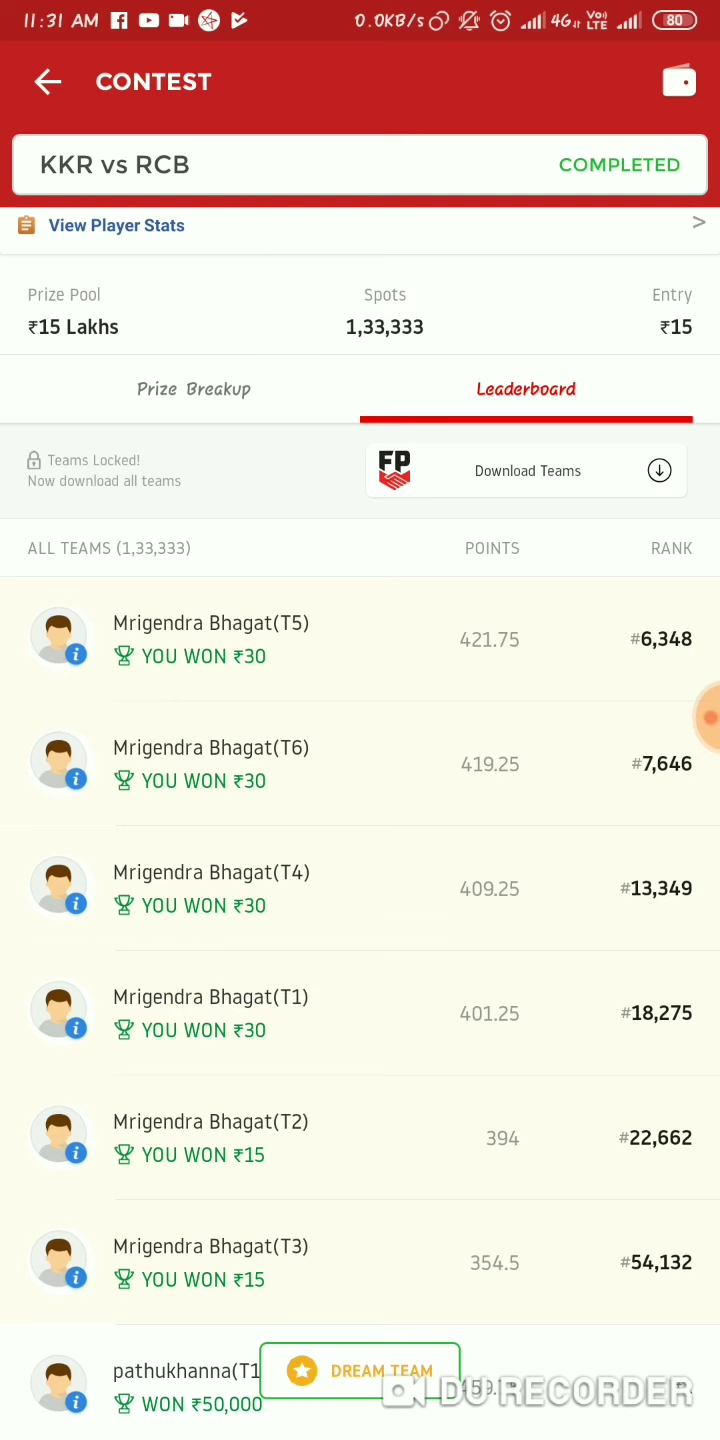 11:31 AM 0.0KB/s 4G Vo) LTE 80
CONTEST
KKR vs RCB COMPLETED
View Player Stats >
Prize Pool Spots Entry
₹15 Lakhs 1,33,333 ₹15
Prize Breakup Leaderboard
Teams Locked!
Now download all teams
FP Download Teams
ALL TEAMS (1,33,333) POINTS RANK
Mrigendra Bhagat(T5) 421.75 #6,348
YOU WON ₹30
Mrigendra Bhagat(T6) 419.25 #7,646
YOU WON ₹30
Mrigendra Bhagat(T4) 409.25 #13,349
YOU WON ₹30
Mrigendra Bhagat(T1) 401.25 #18,275
YOU WON ₹30
Mrigendra Bhagat(T2) 394 #22,662
YOU WON ₹15
Mrigendra Bhagat(T3) 354.5 #54,132
YOU WON ₹15
pathukhanna(T1
WON ₹50,000
DREAM TEAM
DU RECORDER